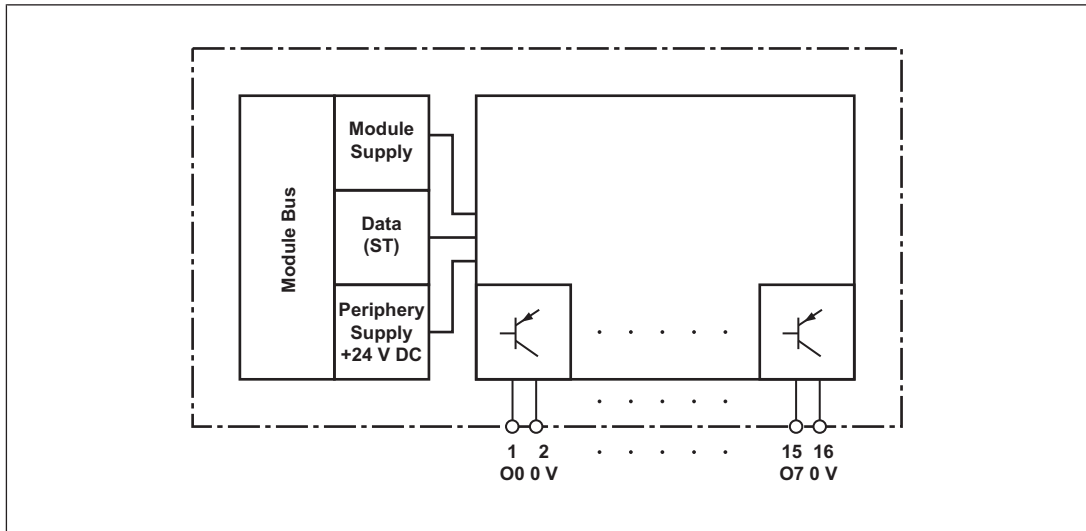 Module Bus
Module
Supply
Data
(ST)
Periphery
Supply
+24 V DC
1 2
O0 0 V
15 16
O7 0 V